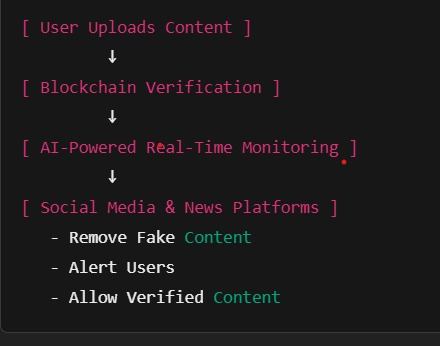 [ User Uploads Content ]
↓
[ Blockchain Verification ]
↓
[ AI-Powered Real-Time Monitoring ]
↓
[ Social Media & News Platforms ]
- Remove Fake Content
- Alert Users
- Allow Verified Content